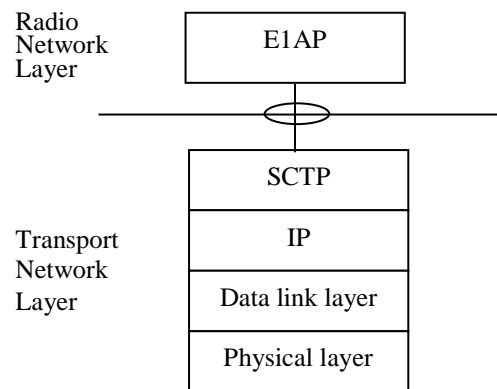 Radio
Network
Layer
E1AP
SCTP
IP
Transport
Network
Layer
Data link layer
Physical layer